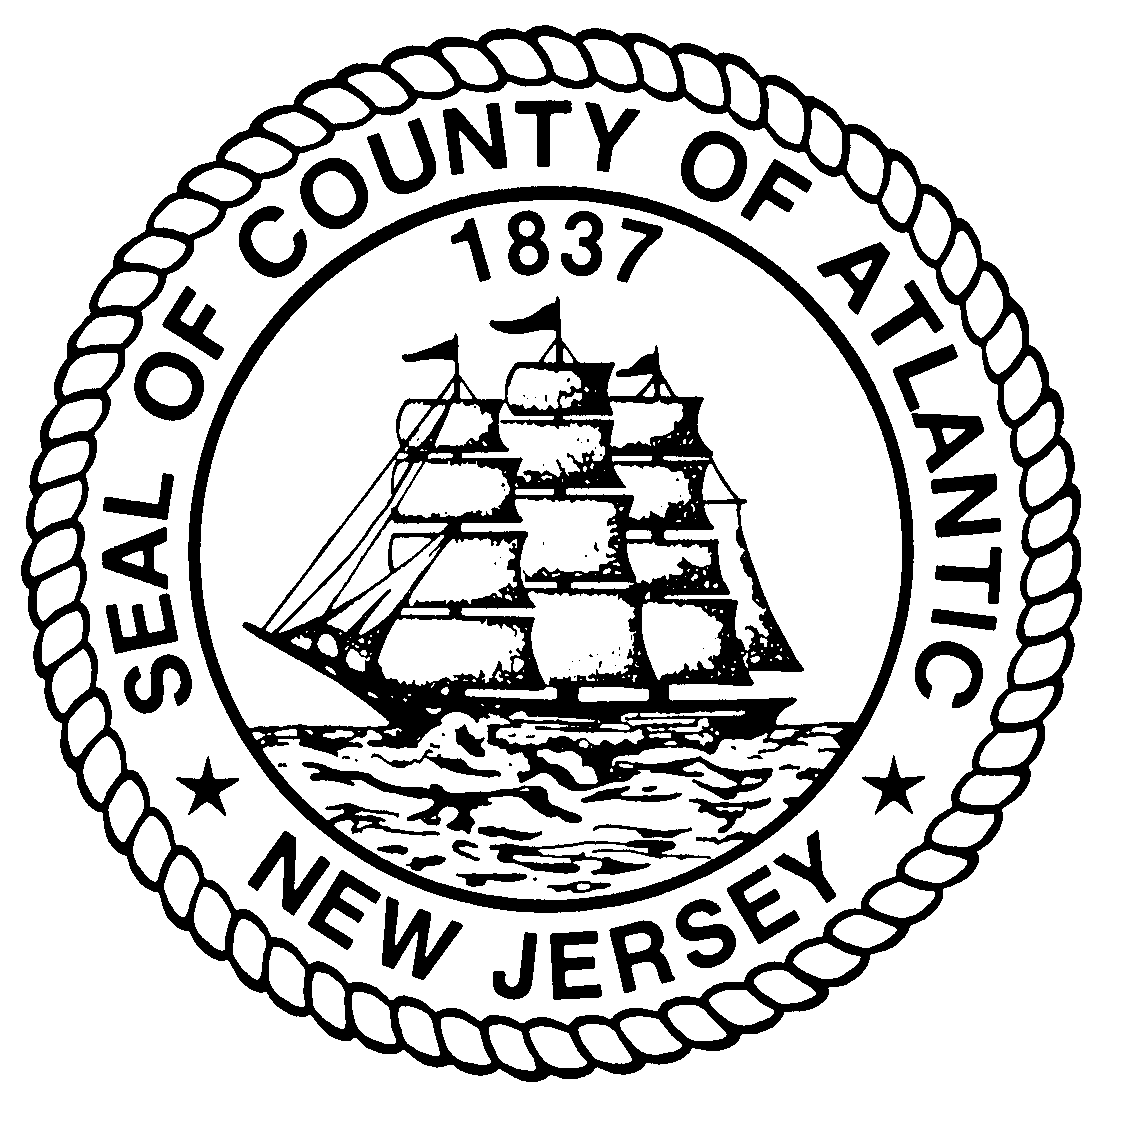 SEAL OF COUNTY OF ATLANTIC
1837
NEW JERSEY